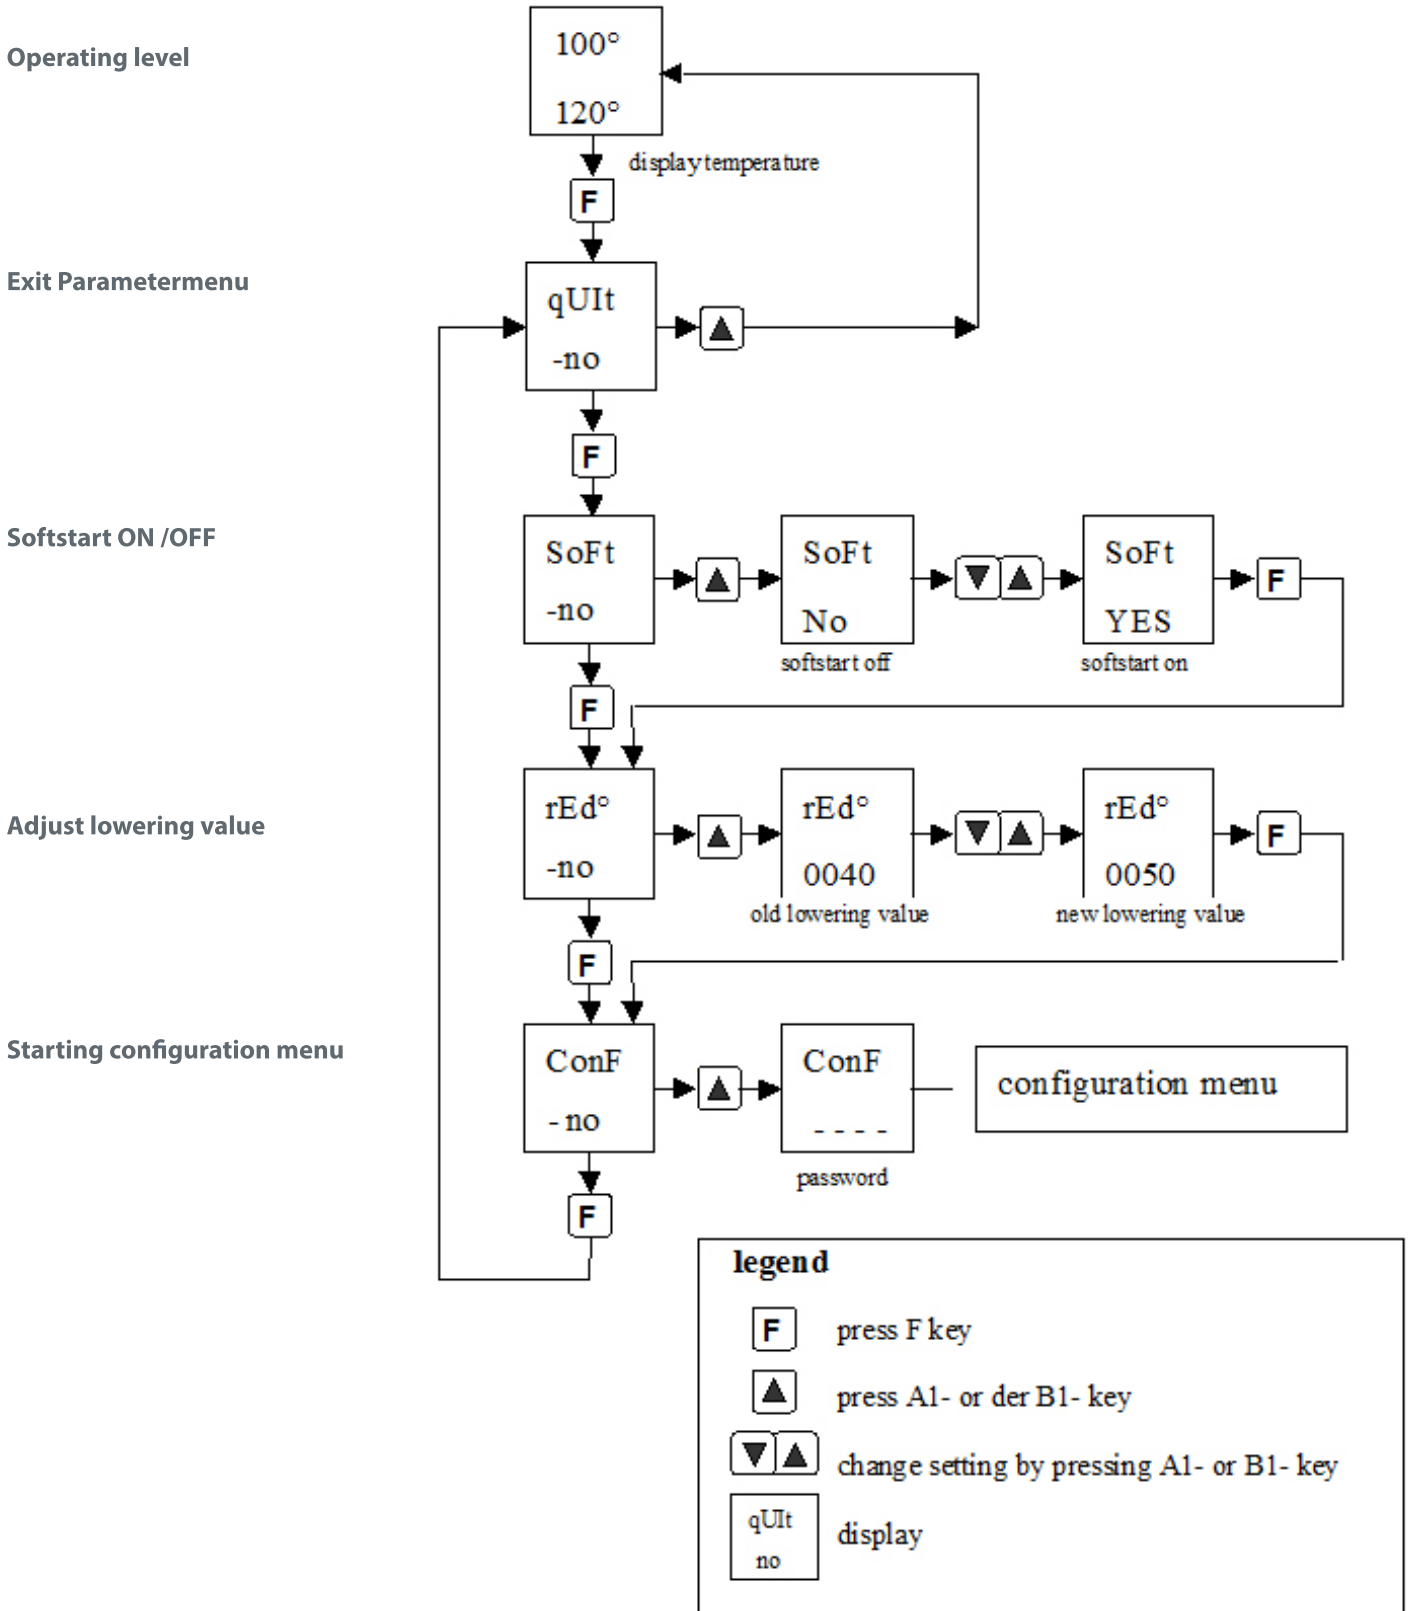 Operating level
100°
120°
display temperature
F
Exit Parametermenu
qUIt
-no
F
Softstart ON /OFF
SoFt
-no
SoFt
No
softstart off
SoFt
YES
softstart on
F
F
Adjust lowering value
rEd°
-no
rEd°
0040
old lowering value
rEd°
0050
new lowering value
F
F
Starting configuration menu
ConF
- no
ConF
- - - -
password
configuration menu
F
legend
F press F key
press A1- or der B1- key
change setting by pressing A1- or B1- key
qUIt
no
display